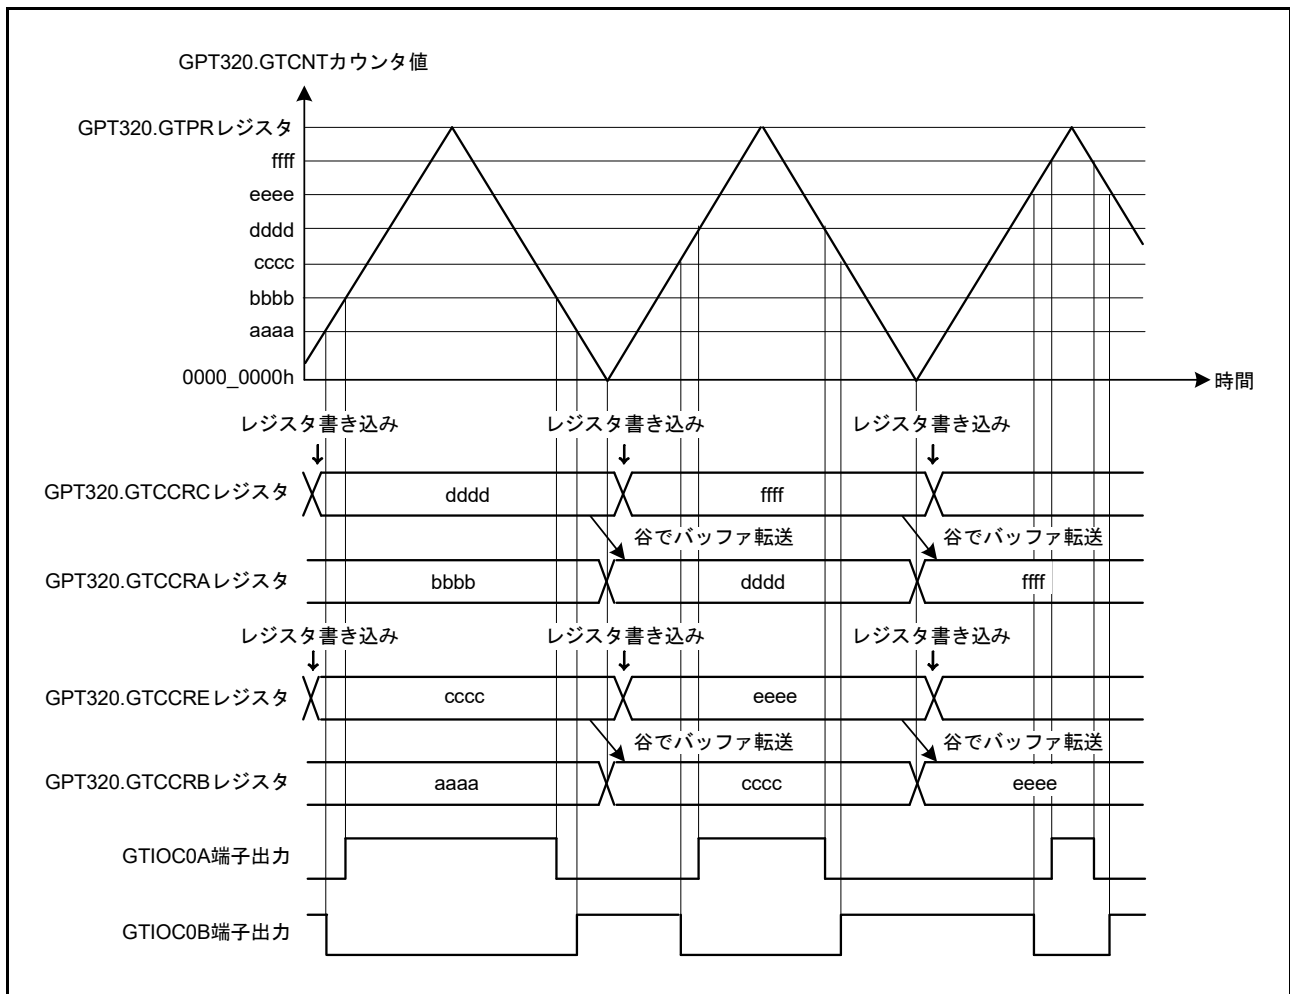 GPT320.GTCNTカウンタ値
GPT320.GTPRレジスタ
ffff
eeee
dddd
cccc
bbbb
aaaa
0000_0000h
時間
レジスタ書き込み レジスタ書き込み レジスタ書き込み
GPT320.GTCCRCレジスタ dddd ffff
谷でバッファ転送 谷でバッファ転送
GPT320.GTCCRAレジスタ bbbb dddd ffff
レジスタ書き込み レジスタ書き込み レジスタ書き込み
GPT320.GTCCREレジスタ cccc eeee
谷でバッファ転送 谷でバッファ転送
GPT320.GTCCRBレジスタ aaaa cccc eeee
GTIOC0A端子出力
GTIOC0B端子出力